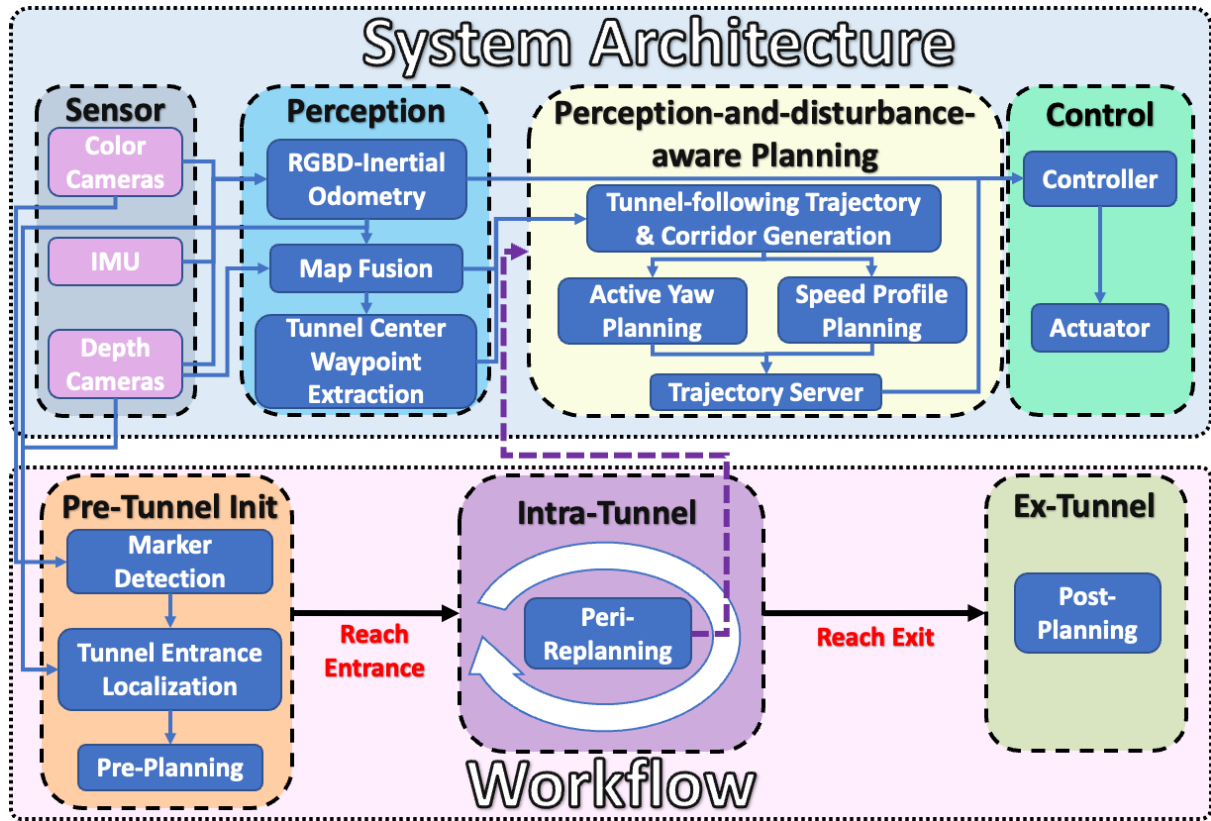 System Architecture
Sensor
Color
Cameras
IMU
Depth
Cameras
Perception
RGBD-Inertial
Odometry
Map Fusion
Tunnel Center
Waypoint
Extraction
Perception-and-disturbance-
aware Planning
Tunnel-following Trajectory
& Corridor Generation
Active Yaw
Planning
Speed Profile
Planning
Trajectory Server
Control
Controller
Actuator
Pre-Tunnel Init
Marker
Detection
Tunnel Entrance
Localization
Pre-Planning
Reach
Entrance
Intra-Tunnel
Peri-
Replanning
Reach Exit
Ex-Tunnel
Post-
Planning
Workflow